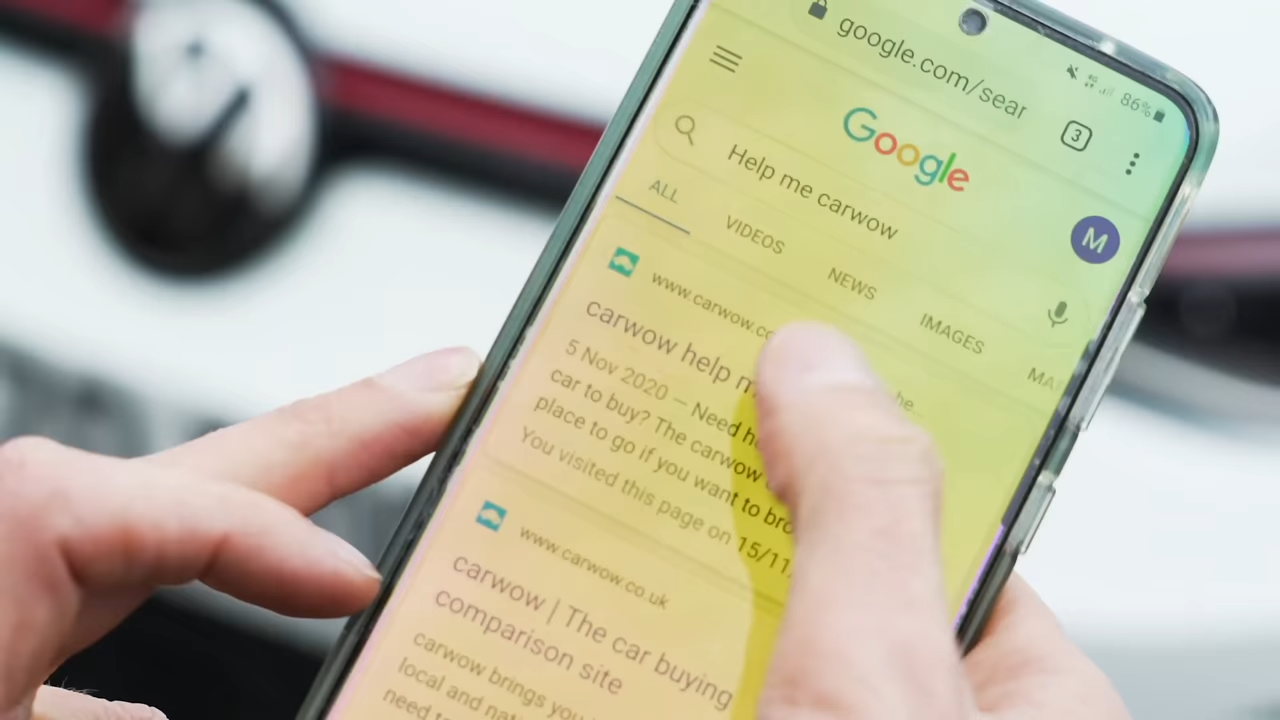 google.com/sear
3
86%
Google
Help me carwow
M
ALL VIDEOS NEWS IMAGES
www.carwow.co
carwow help
5 Nov 2020 — Need
car to buy? The carwow
place to go if you want to
You visited this page on 15/11
www.carwow.co.uk
carwow | The car buying
comparison site
carwow brings you
local and
need